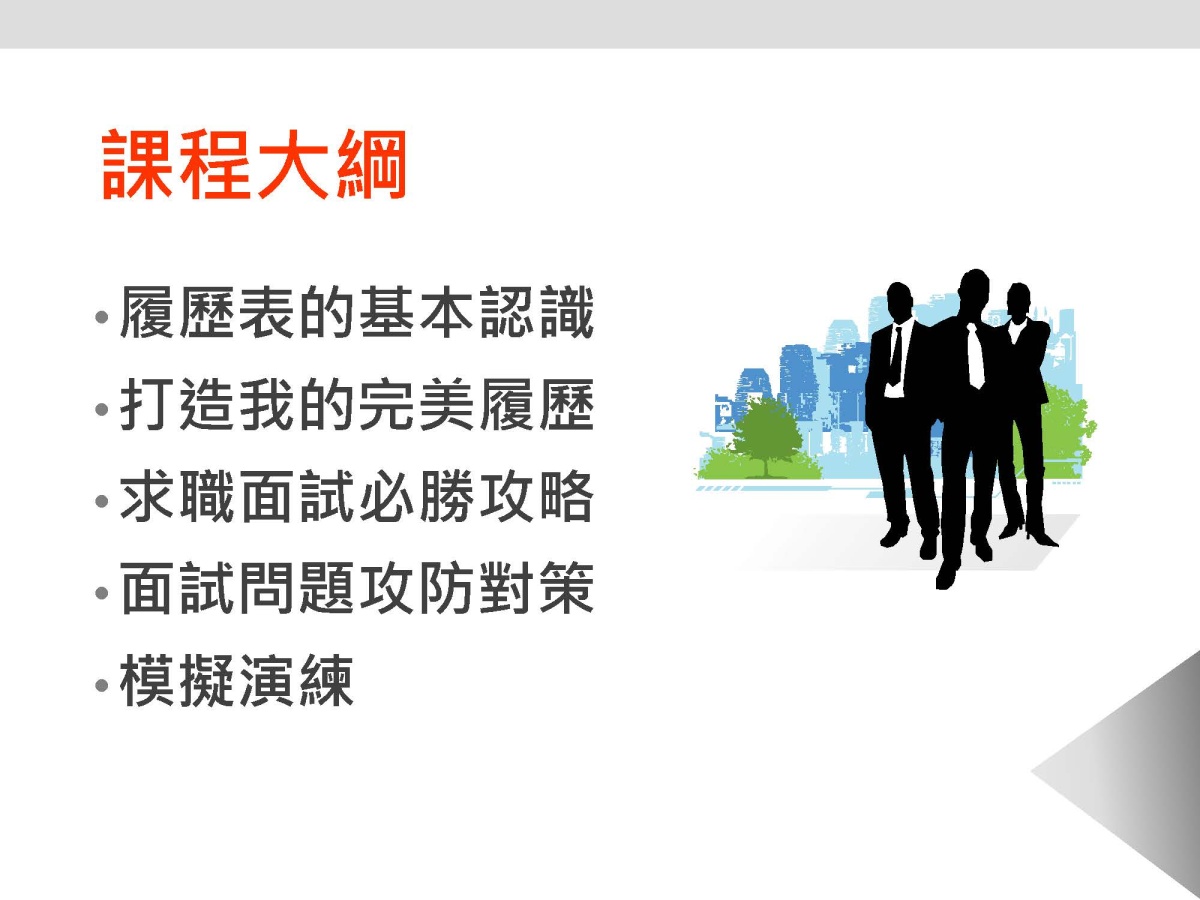 課程大綱
•履歷表的基本認識
•打造我的完美履歷
•求職面試必勝攻略
•面試問題攻防對策
•模擬演練